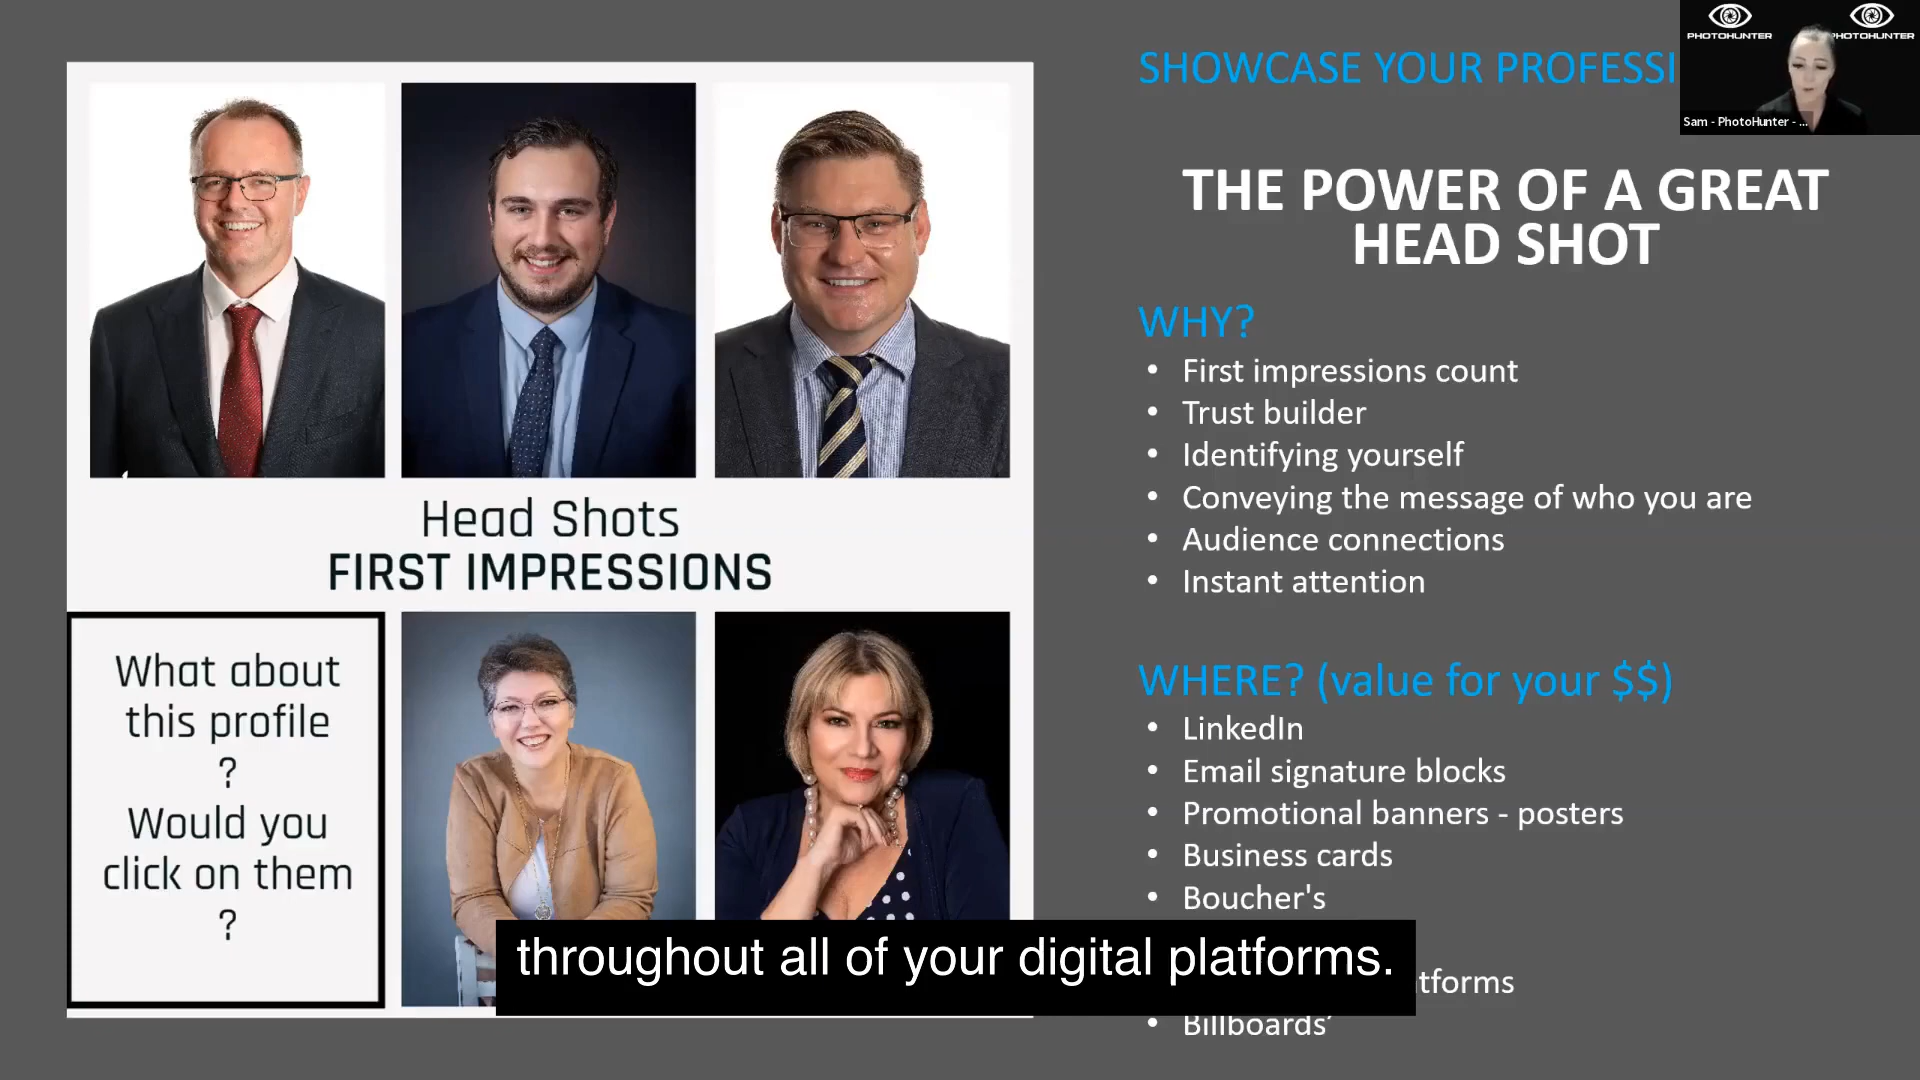 SHOWCASE YOUR PROFESSI
PHOTOHUNTER
PHOTOHUNTER
Sam - PhotoHunter - ...
THE POWER OF A GREAT
HEAD SHOT
WHY?
• First impressions count
• Trust builder
• Identifying yourself
• Conveying the message of who you are
• Audience connections
• Instant attention
WHERE? (value for your $$)
• LinkedIn
• Email signature blocks
• Promotional banners - posters
• Business cards
• Boucher's
tforms
• Billboards'
Head Shots
FIRST IMPRESSIONS
What about
this profile
?
Would you
click on them
?
throughout all of your digital platforms.